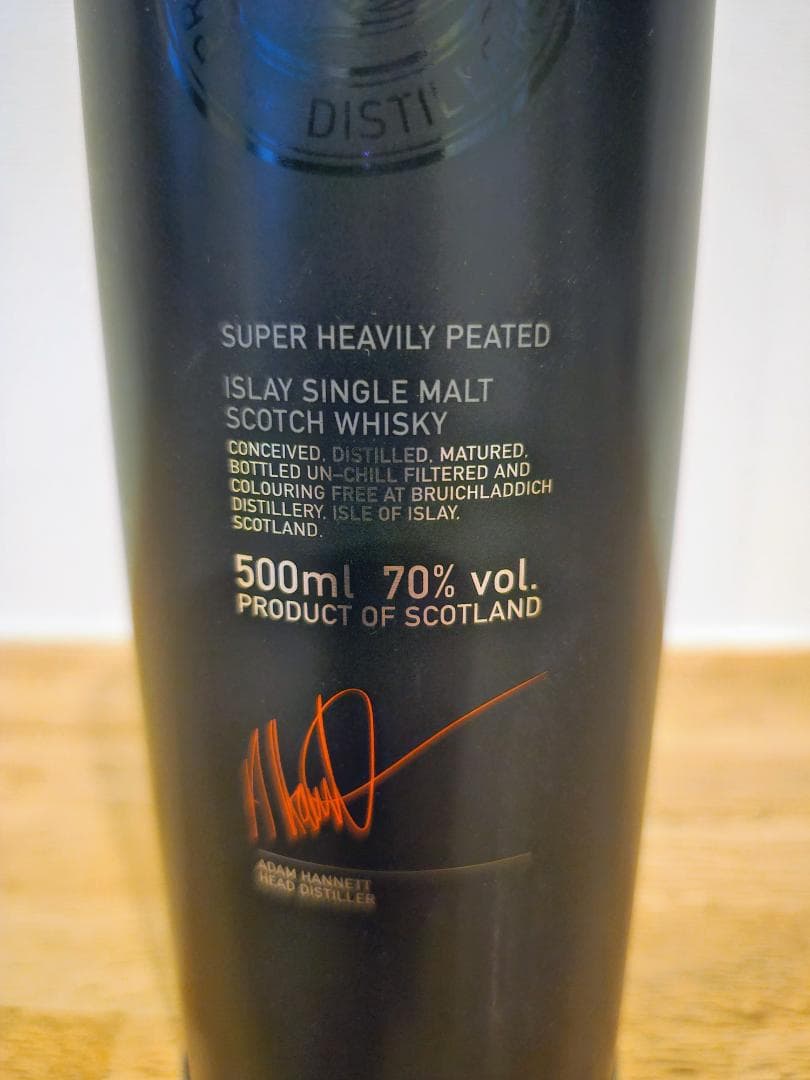 DISTIL
SUPER HEAVILY PEATED
ISLAY SINGLE MALT
SCOTCH WHISKY
CONCEIVED, DISTILLED, MATURED,
BOTTLED UN-CHILL FILTERED AND
COLOURING FREE AT BRUICHLADDICH
DISTILLERY, ISLE OF ISLAY,
SCOTLAND.
500ml 70% vol.
PRODUCT OF SCOTLAND
ADAM HANNETT
HEAD DISTILLER